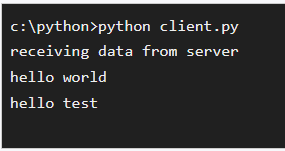 c:\python>python client.py
receiving data from server
hello world
hello test